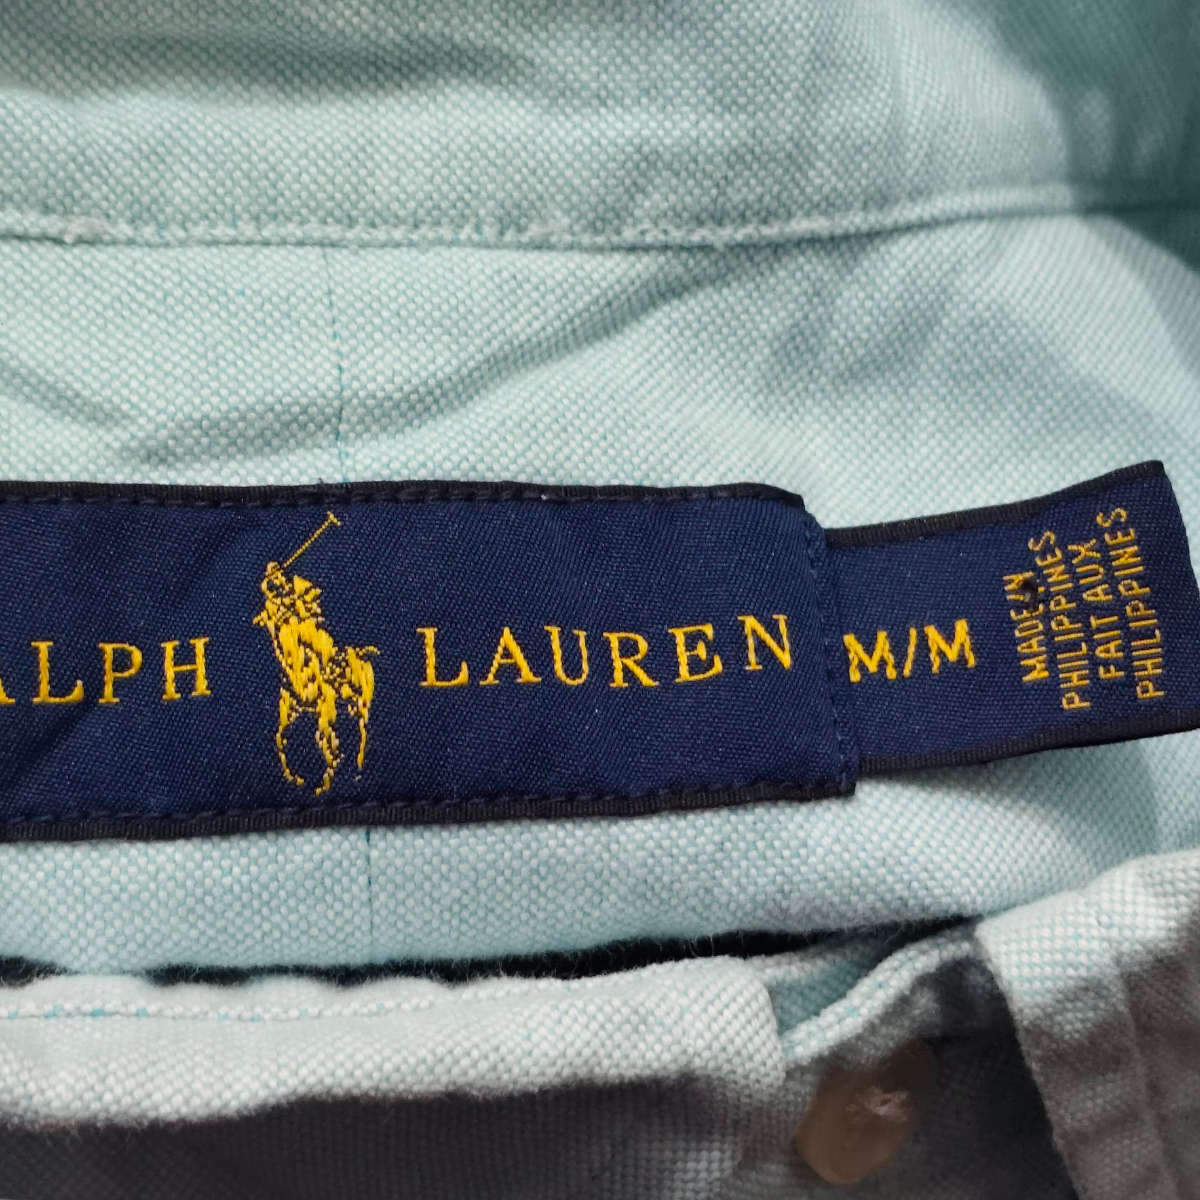 ALPH LAUREN
M/M
MADE IN
PHILIPPINES
FAIT AUX
PHILIPPINES